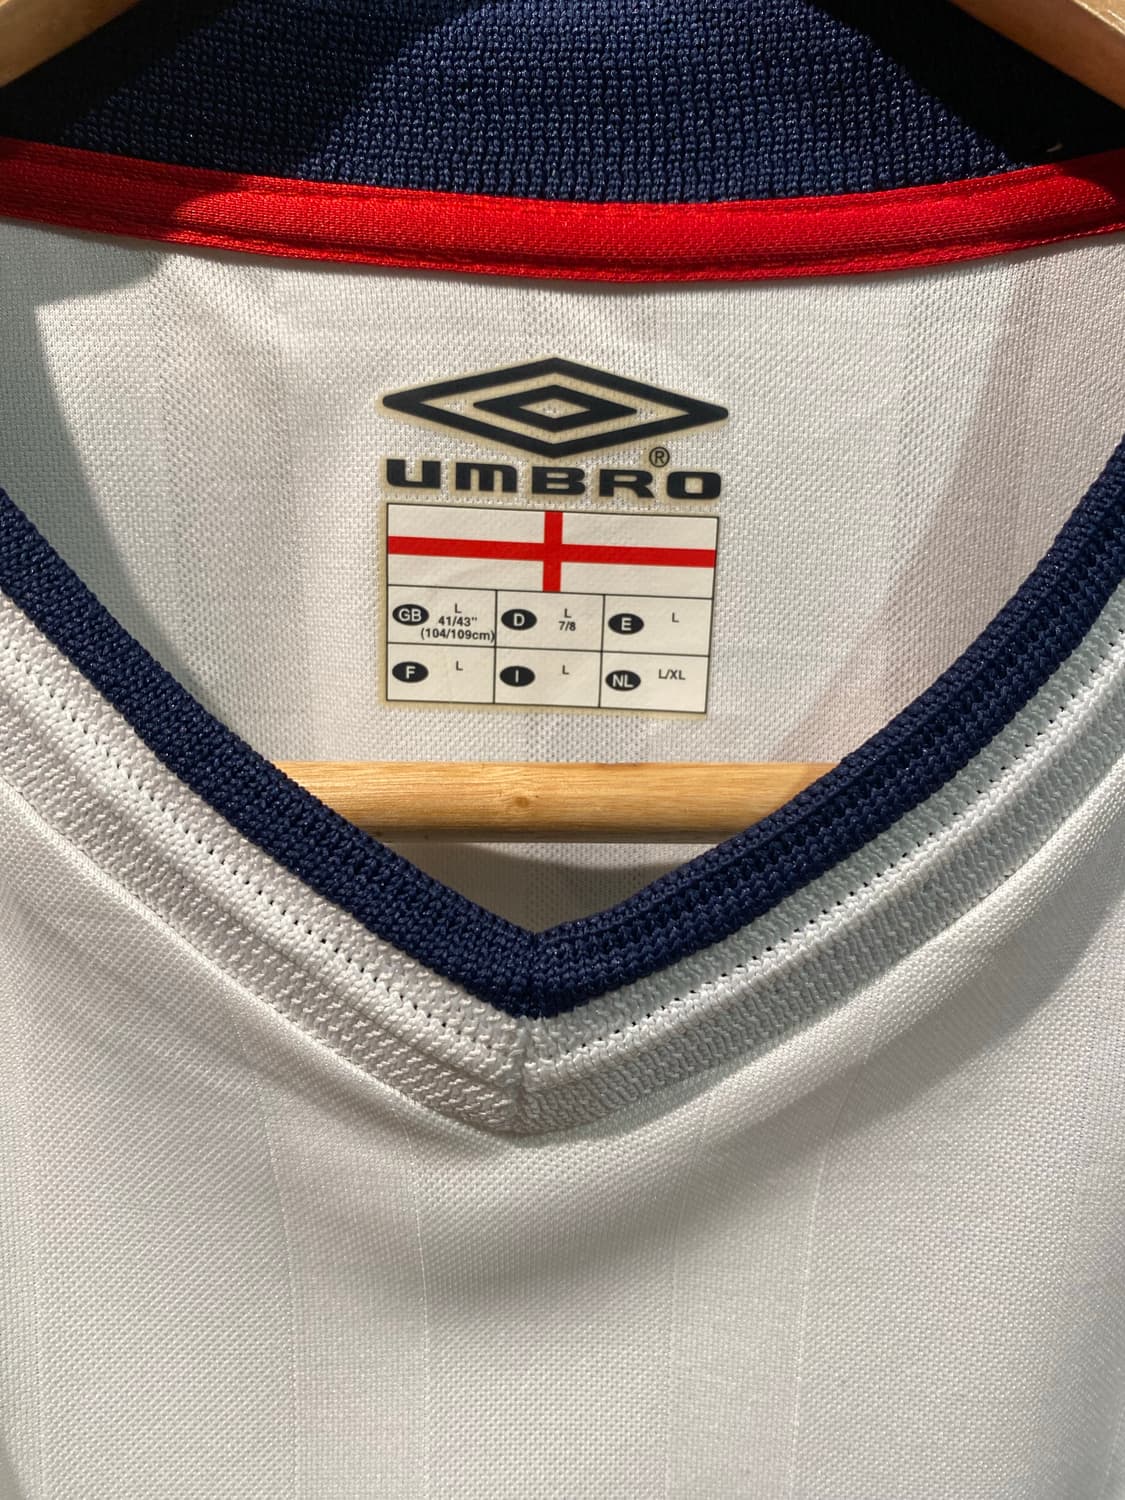 UMBRO®
GB L 41/43" (104/109cm) D L 7/8 E L
F L I L NL L/XL